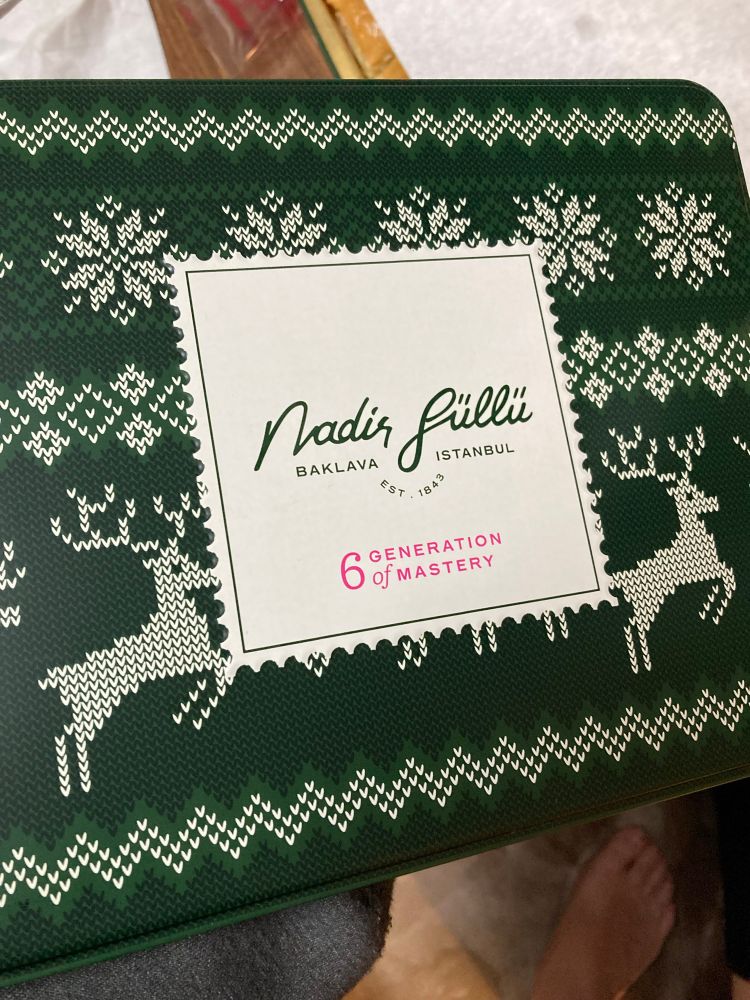 Nadir Güllü
BAKLAVA ISTANBUL
EST. 1843
6 GENERATION
of MASTERY